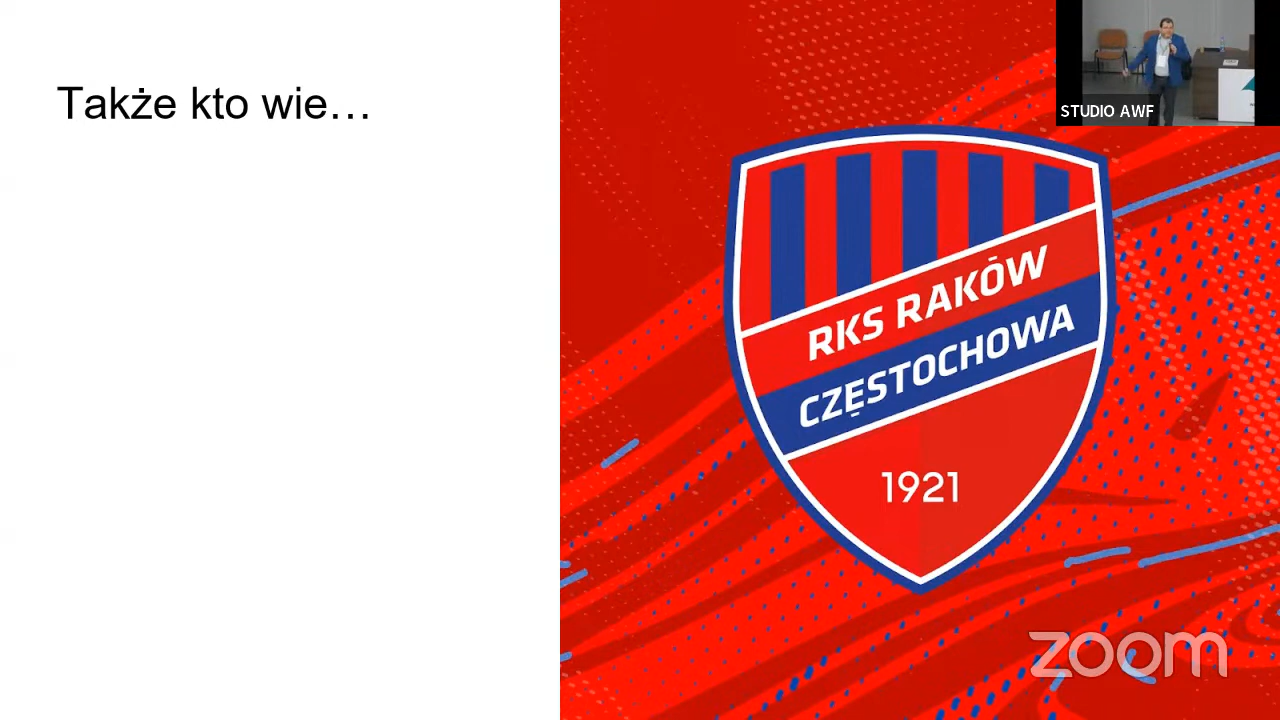 Także kto wie…
STUDIO AWF
RKS RAKÓW
CZĘSTOCHOWA
1921
zoom